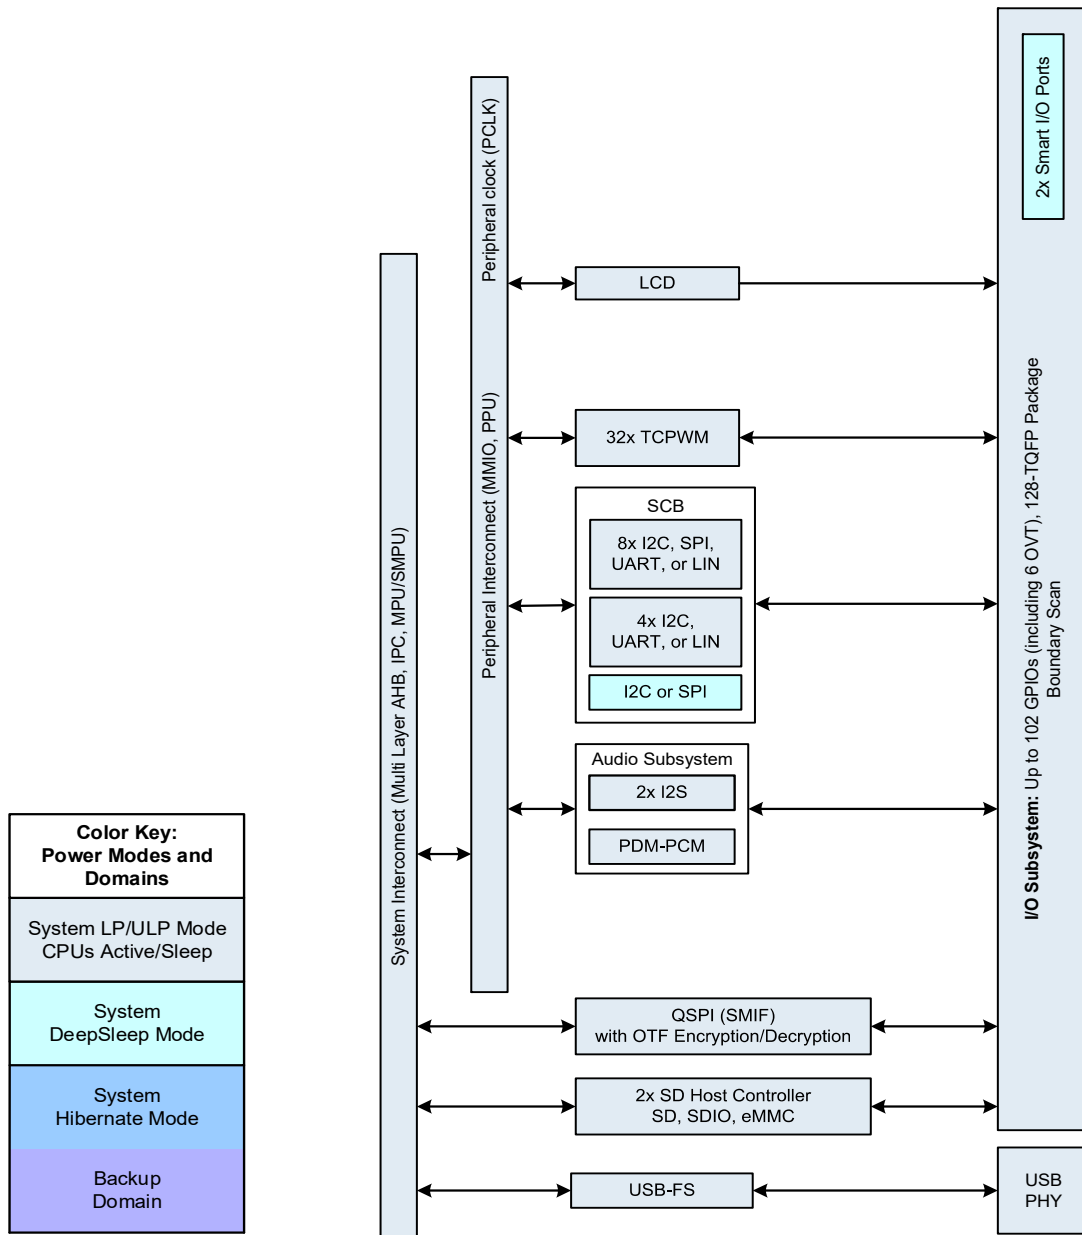 2x Smart I/O Ports
Peripheral clock (PCLK)
LCD
32x TCPWM
Peripheral Interconnect (MMIO, PPU)
SCB
8x I2C, SPI,
UART, or LIN
4x I2C,
UART, or LIN
I2C or SPI
System Interconnect (Multi Layer AHB, IPC, MPU/SMPU)
I/O Subsystem: Up to 102 GPIOs (including 6 OVT), 128-TQFP Package
Boundary Scan
Audio Subsystem
2x I2S
PDM-PCM
Color Key:
Power Modes and
Domains
System LP/ULP Mode
CPUs Active/Sleep
System
DeepSleep Mode
System
Hibernate Mode
Backup
Domain
QSPI (SMIF)
with OTF Encryption/Decryption
2x SD Host Controller
SD, SDIO, eMMC
USB-FS
USB
PHY